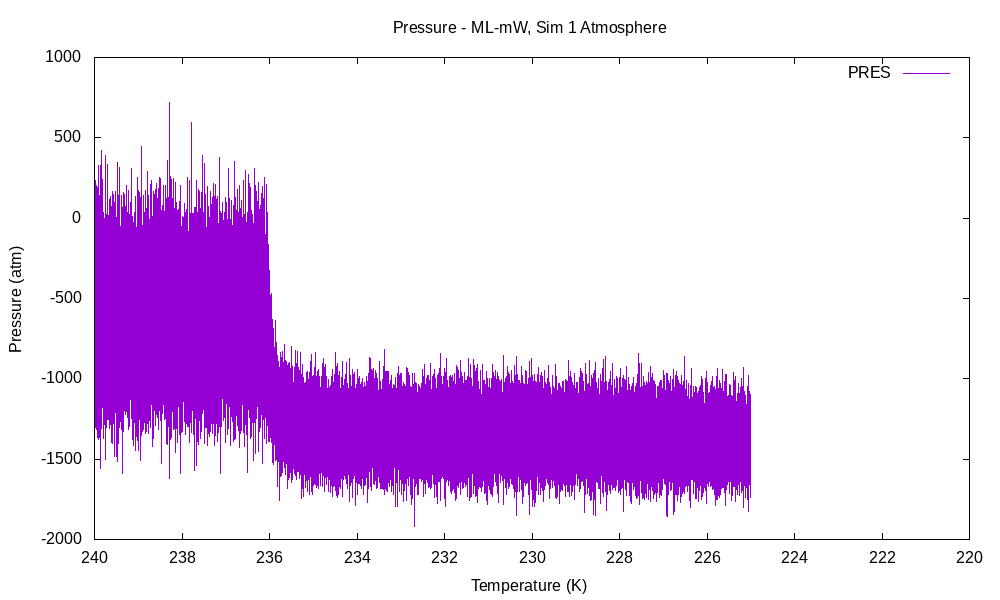 Pressure - ML-mW, Sim 1 Atmosphere
PRES
1000
500
0
-500
-1000
-1500
-2000
Pressure (atm)
240 238 236 234 232 230 228 226 224 222 220
Temperature (K)